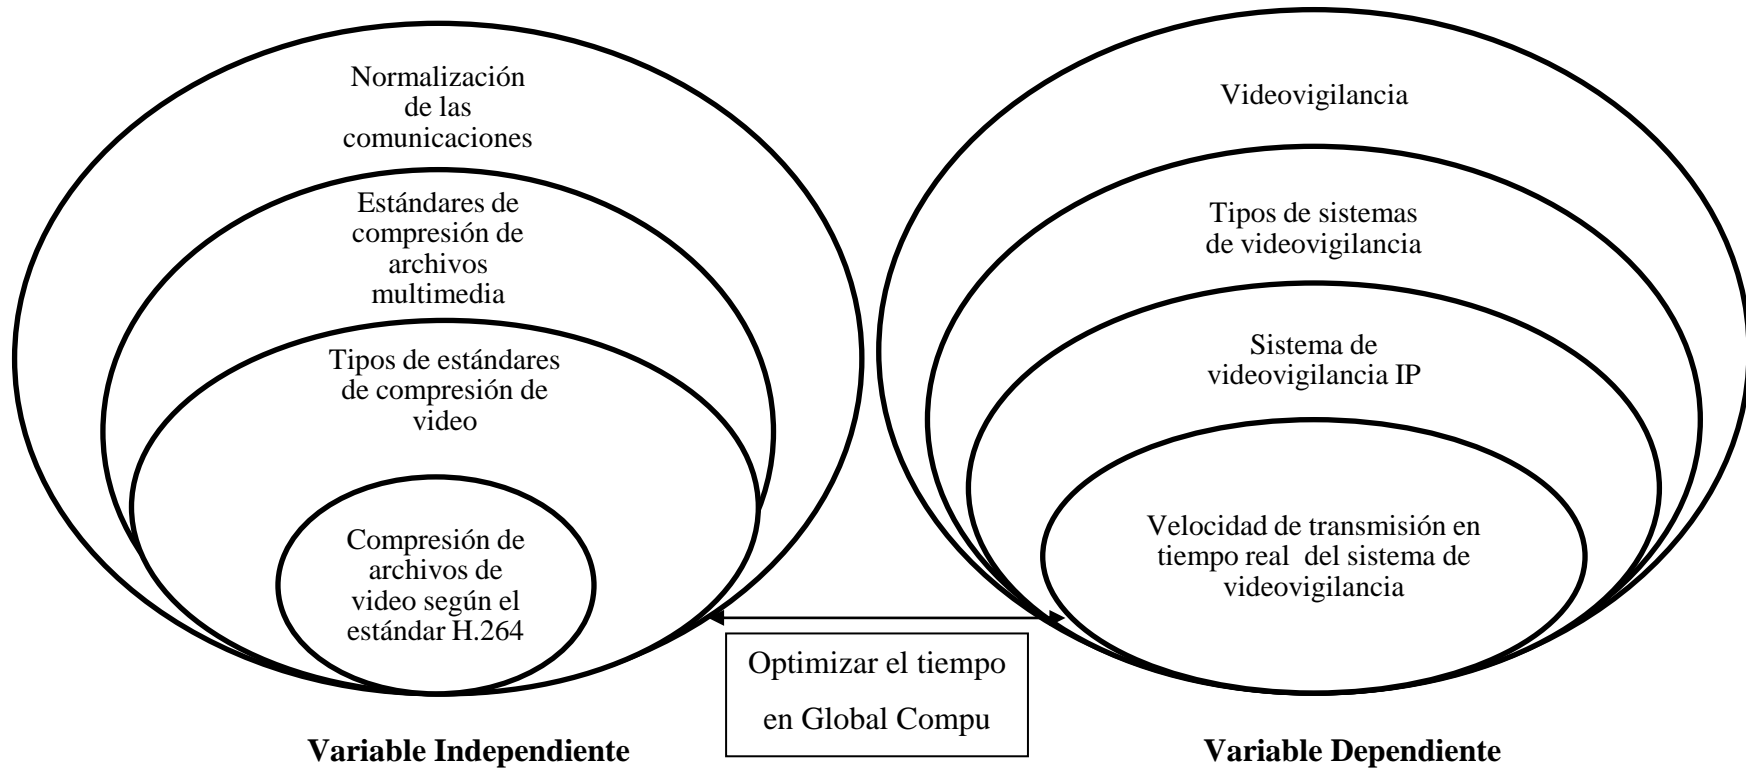 Normalización
de las
comunicaciones
Estándares de
compresión de
archivos
multimedia
Tipos de estándares
de compresión de
video
Compresión de
archivos de
video según el
estándar H.264
Variable Independiente
Optimizar el tiempo
en Global Compu
Videovigilancia
Tipos de sistemas
de videovigilancia
Sistema de
videovigilancia IP
Velocidad de transmisión en
tiempo real  del sistema de
videovigilancia
Variable Dependiente